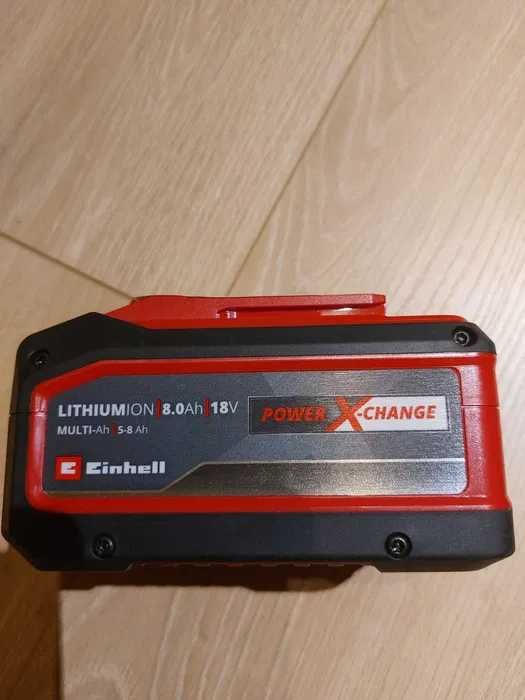 LITHIUMION | 8.0Ah | 18V
MULTI-Ah | 5-8 Ah
Einhell
POWER X-CHANGE